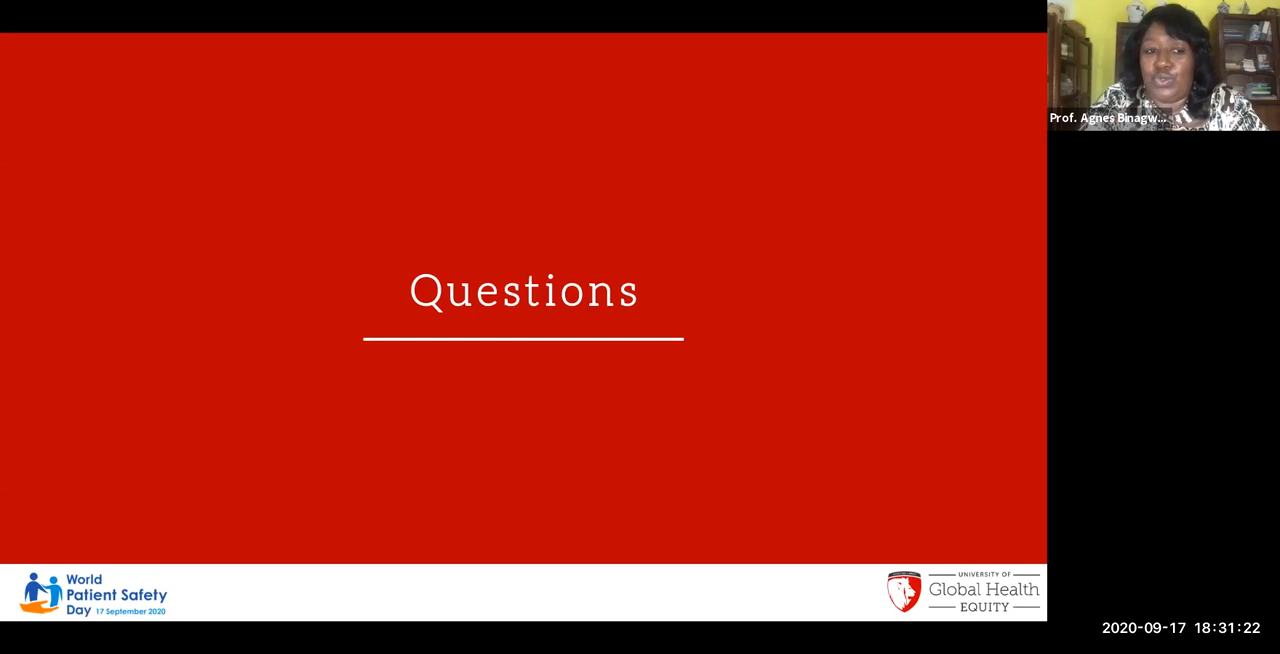 Prof. Agnes Binagw...
Questions
World
Patient Safety
Day 17 September 2020
UNIVERSITY OF
Global Health
EQUITY
2020-09-17 18:31:22